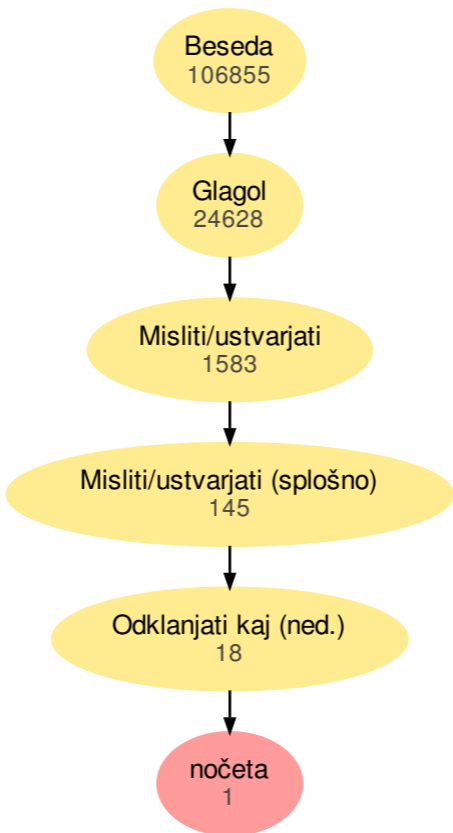 Beseda
106855
Glagol
24628
Misliti/ustvarjati
1583
Misliti/ustvarjati (splošno)
145
Odklanjati kaj (ned.)
18
nočeta
1